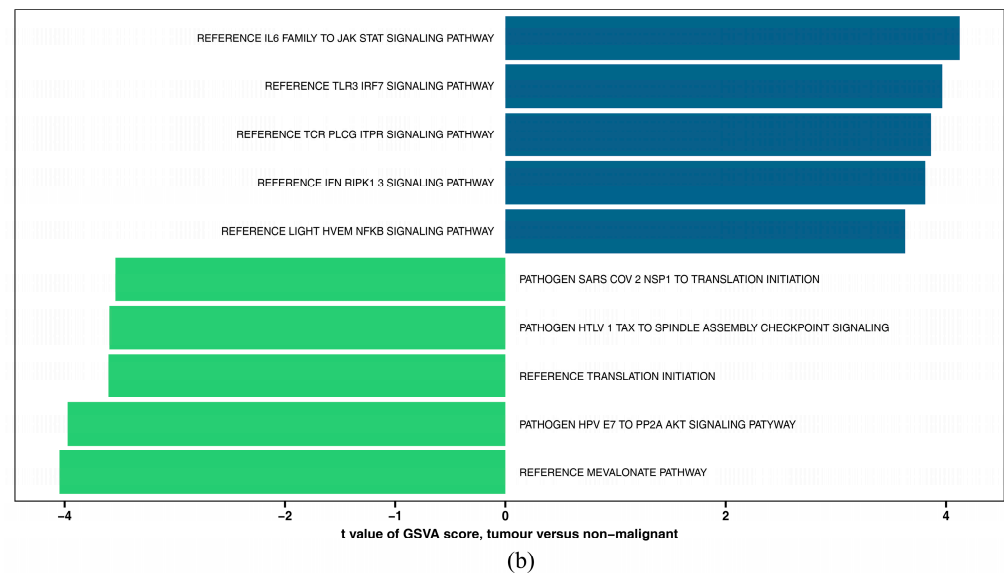 REFERENCE IL6 FAMILY TO JAK STAT SIGNALING PATHWAY
REFERENCE TLR3 IRF7 SIGNALING PATHWAY
REFERENCE TCR PLCG ITPR SIGNALING PATHWAY
REFERENCE IFN RIPK1 3 SIGNALING PATHWAY
REFERENCE LIGHT HVEM NFKB SIGNALING PATHWAY
PATHOGEN SARS COV 2 NSP1 TO TRANSLATION INITIATION
PATHOGEN HTLV 1 TAX TO SPINDLE ASSEMBLY CHECKPOINT SIGNALING
REFERENCE TRANSLATION INITIATION
PATHOGEN HPV E7 TO PP2A AKT SIGNALING PATYWAY
REFERENCE MEVALONATE PATHWAY
−4 −2 −1 0 2 4
t value of GSVA score, tumour versus non−malignant
(b)